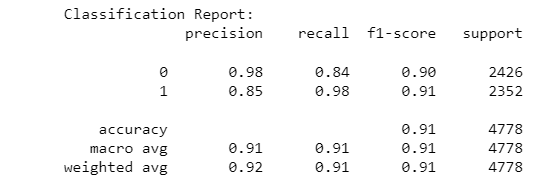 Classification Report:
precision recall f1-score support
0 0.98 0.84 0.90 2426
1 0.85 0.98 0.91 2352
accuracy 0.91 4778
macro avg 0.91 0.91 0.91 4778
weighted avg 0.92 0.91 0.91 4778